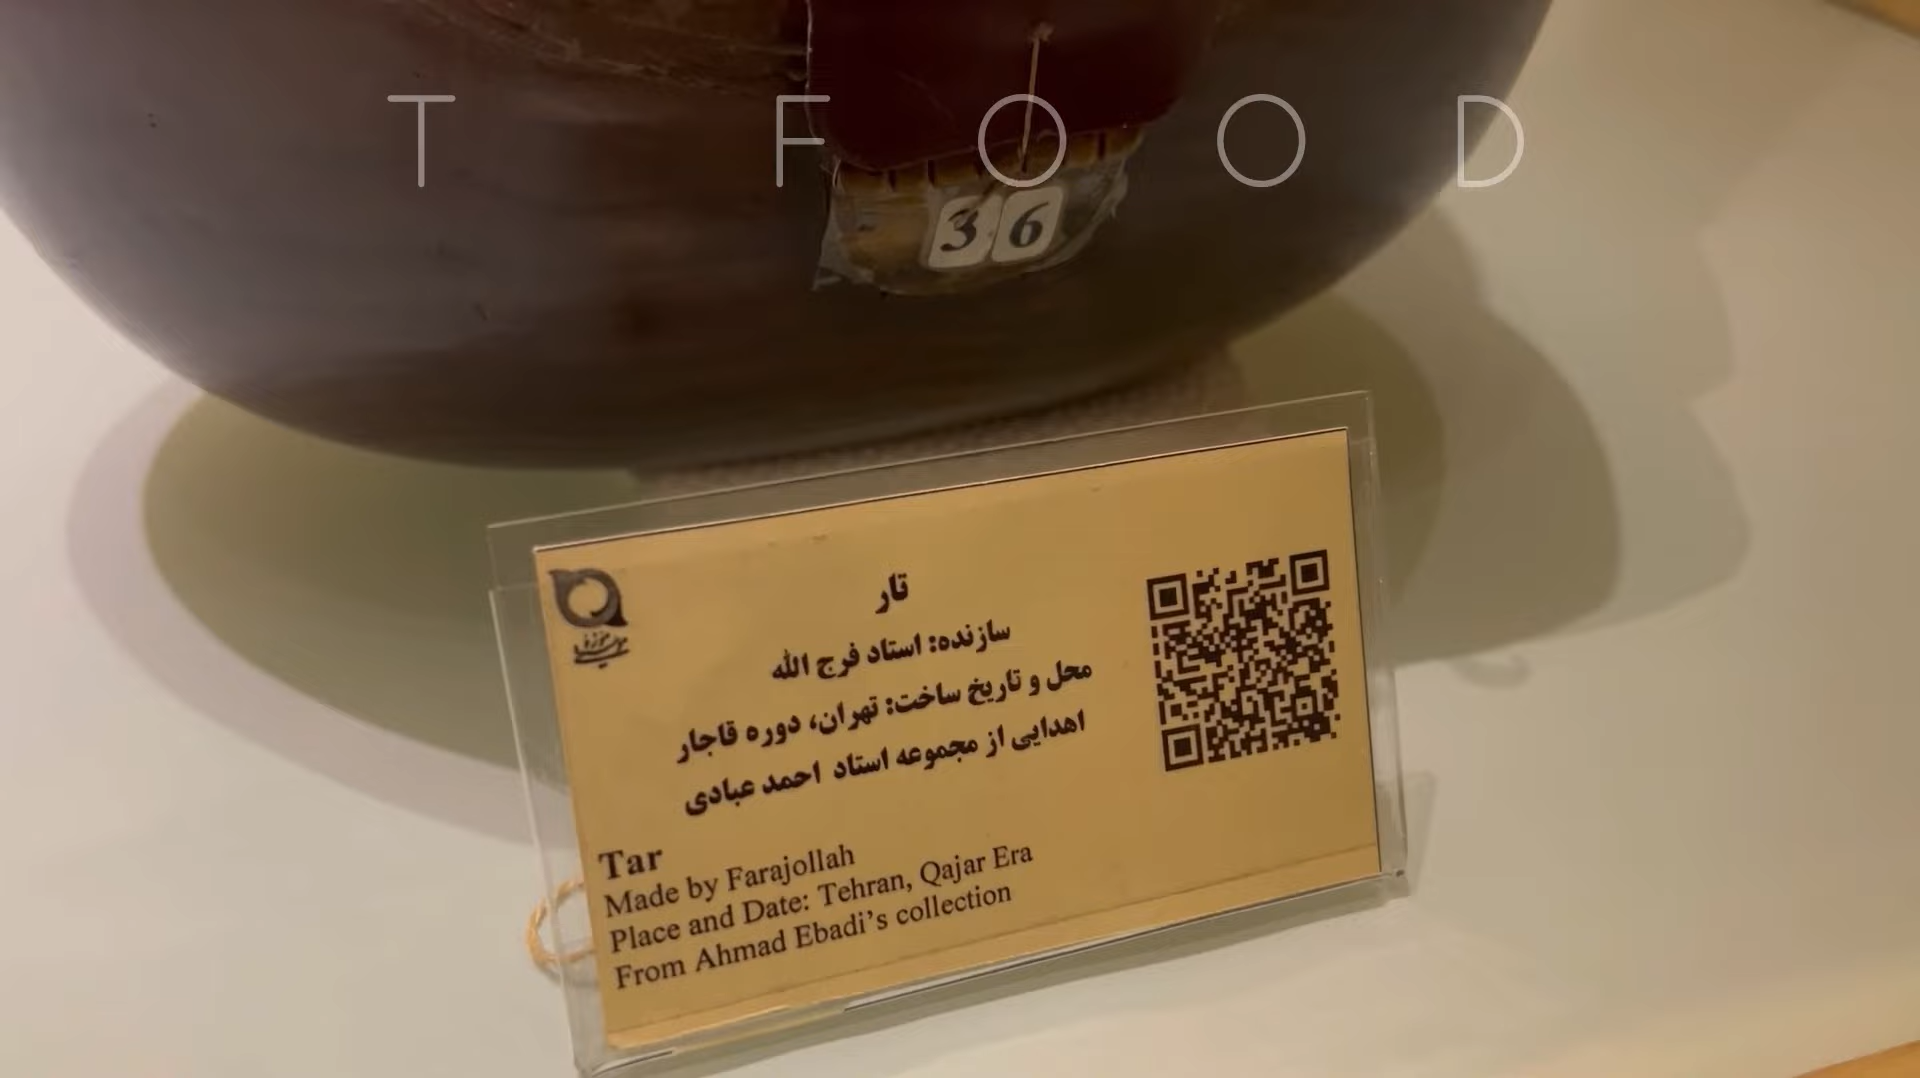 T FOOD
36
تار
سازنده: استاد فرج الله
محل و تاریخ ساخت: تهران، دوره قاجار
اهدایی از مجموعه استاد احمد عبادی
Tar
Made by Farajollah
Place and Date: Tehran, Qajar Era
From Ahmad Ebadi’s collection